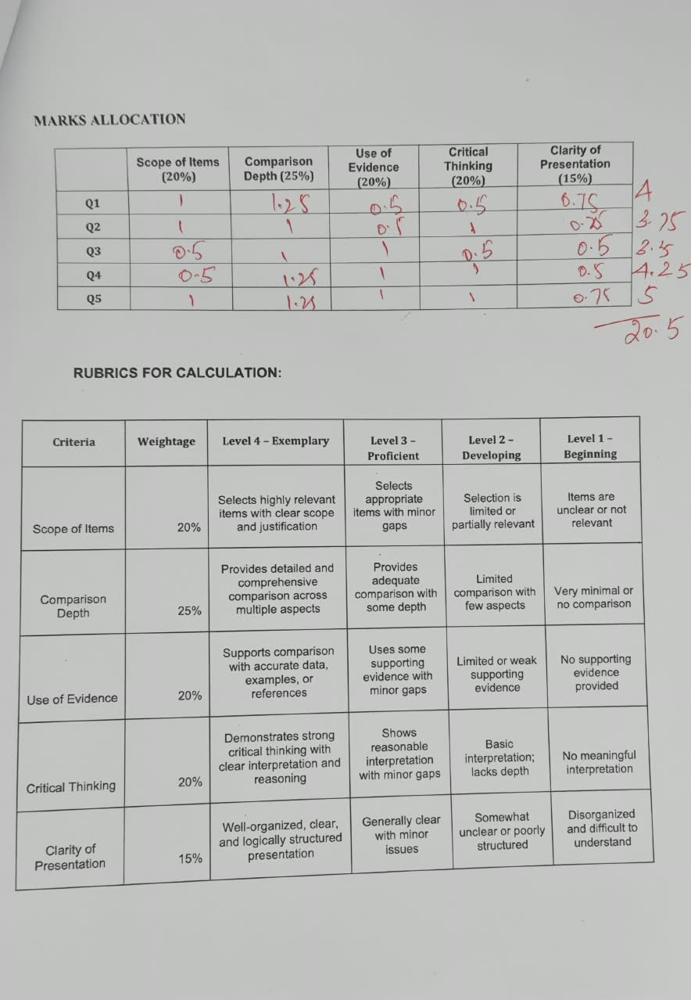 MARKS ALLOCATION
Scope of Items (20%) Comparison Depth (25%) Use of Evidence (20%) Critical Thinking (20%) Clarity of Presentation (15%)
Q1 1 1.25 0.5 0.5 0.75 4
Q2 1 1 0.5 1 0.75 3.75
Q3 0.5 1 1 0.5 0.5 3.5
Q4 0.5 1.25 1 1 0.5 4.25
Q5 1 1.25 1 1 0.75 5
20.5
RUBRICS FOR CALCULATION:
Criteria Weightage Level 4 – Exemplary Level 3 – Proficient Level 2 – Developing Level 1 – Beginning
Scope of Items 20% Selects highly relevant items with clear scope and justification Selects appropriate items with minor gaps Selection is limited or partially relevant Items are unclear or not relevant
Comparison Depth 25% Provides detailed and comprehensive comparison across multiple aspects Provides adequate comparison with some depth Limited comparison with few aspects Very minimal or no comparison
Use of Evidence 20% Supports comparison with accurate data, examples, or references Uses some supporting evidence with minor gaps Limited or weak supporting evidence No supporting evidence provided
Critical Thinking 20% Demonstrates strong critical thinking with clear interpretation and reasoning Shows reasonable interpretation with minor gaps Basic interpretation; lacks depth No meaningful interpretation
Clarity of Presentation 15% Well-organized, clear, and logically structured presentation Generally clear with minor issues Somewhat unclear or poorly structured Disorganized and difficult to understand